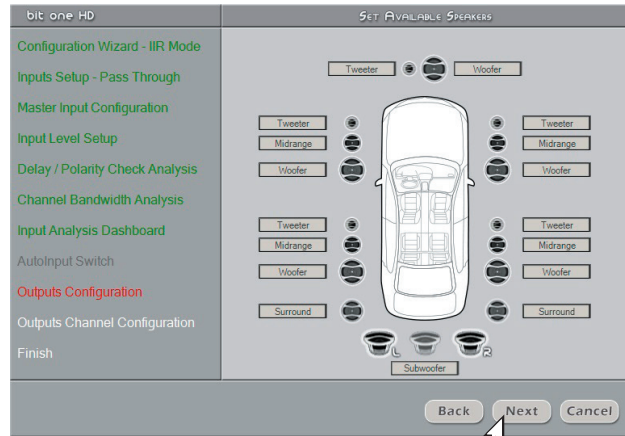 bit one HD
Set Available Speakers
Configuration Wizard - IIR Mode
Inputs Setup - Pass Through
Master Input Configuration
Input Level Setup
Delay / Polarity Check Analysis
Channel Bandwidth Analysis
Input Analysis Dashboard
AutoInput Switch
Outputs Configuration
Outputs Channel Configuration
Finish
Tweeter Woofer
Tweeter Tweeter
Midrange Midrange
Woofer Woofer
Tweeter Tweeter
Midrange Midrange
Woofer Woofer
Surround Surround
L R
Subwoofer
Back Next Cancel